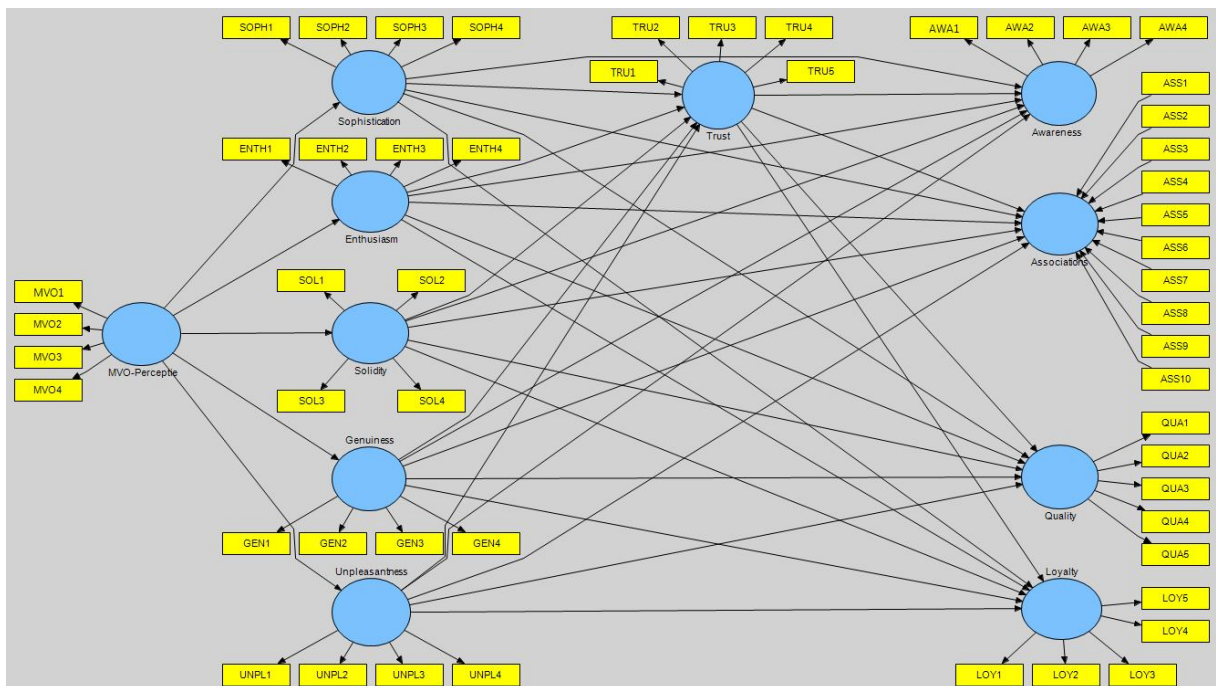 SOPH1
SOPH2
SOPH3
SOPH4
Sophistication
TRU2
TRU3
TRU4
TRU1
TRU5
Trust
AWA1
AWA2
AWA3
AWA4
Awareness
ENTH1
ENTH2
ENTH3
ENTH4
Enthusiasm
ASS1
ASS2
ASS3
ASS4
ASS5
ASS6
ASS7
ASS8
ASS9
ASS10
Associations
MVO1
MVO2
MVO3
MVO4
MVO-Perceptie
SOL1
SOL2
Solidity
SOL3
SOL4
Genuiness
GEN1
GEN2
GEN3
GEN4
QUA1
QUA2
QUA3
QUA4
QUA5
Quality
Unpleasantness
UNPL1
UNPL2
UNPL3
UNPL4
Loyalty
LOY5
LOY4
LOY1
LOY2
LOY3